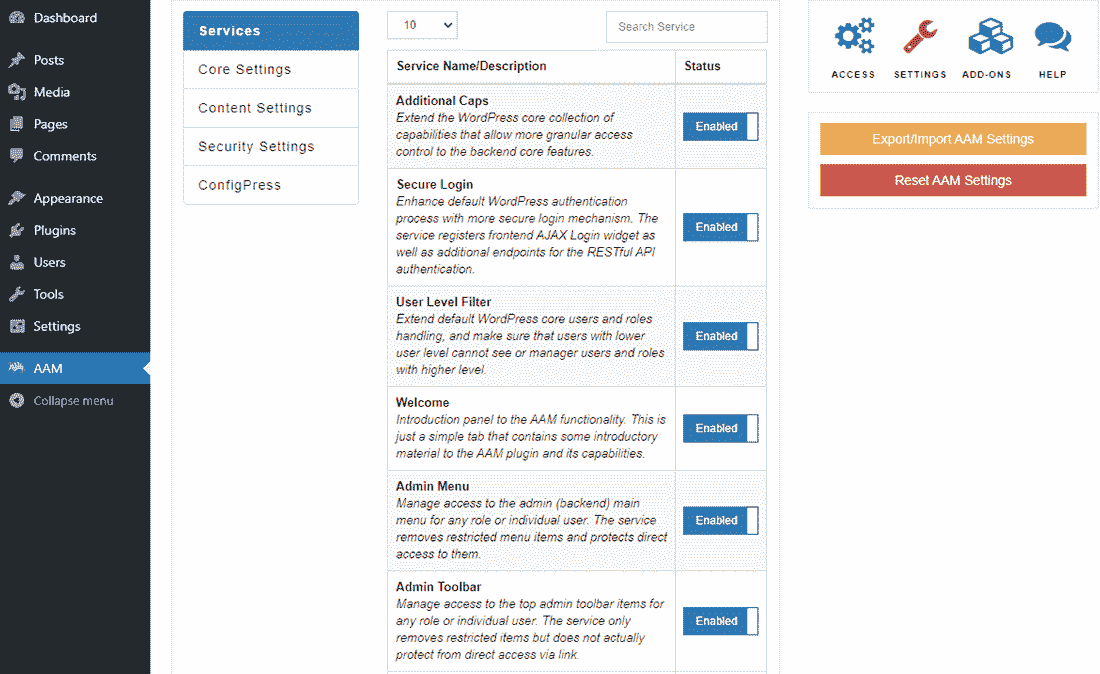 Dashboard
Posts
Media
Pages
Comments
Appearance
Plugins
Users
Tools
Settings
AAM
Collapse menu
Services
Core Settings
Content Settings
Security Settings
ConfigPress
10
Search Service
Service Name/Description
Status
Additional Caps
Extend the WordPress core collection of
capabilities that allow more granular access
control to the backend core features.
Enabled
Secure Login
Enhance default WordPress authentication
process with more secure login mechanism. The
service registers frontend AJAX Login widget as
well as additional endpoints for the RESTful API
authentication.
Enabled
User Level Filter
Extend default WordPress core users and roles
handling, and make sure that users with lower
user level cannot see or manager users and roles
with higher level.
Enabled
Welcome
Introduction panel to the AAM functionality. This is
just a simple tab that contains some introductory
material to the AAM plugin and its capabilities.
Enabled
Admin Menu
Manage access to the admin (backend) main
menu for any role or individual user. The service
removes restricted menu items and protects direct
access to them.
Enabled
Admin Toolbar
Manage access to the top admin toolbar items for
any role or individual user. The service only
removes restricted items but does not actually
protect from direct access via link.
Enabled
ACCESS
SETTINGS
ADD-ONS
HELP
Export/Import AAM Settings
Reset AAM Settings